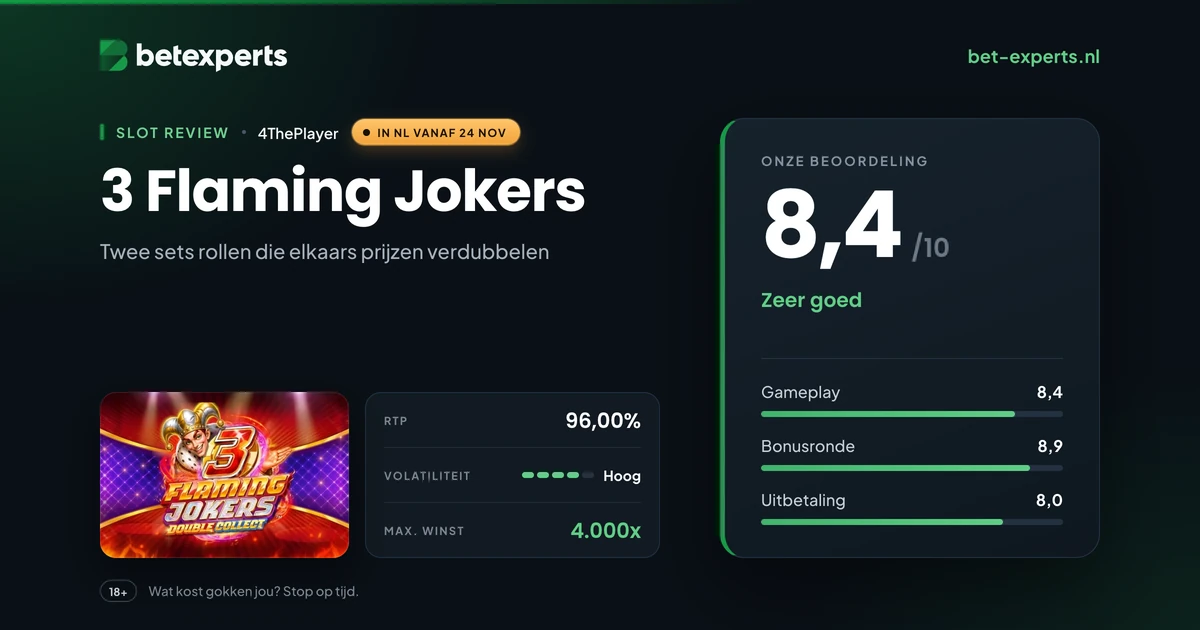 betexperts
bet-experts.nl
SLOT REVIEW • 4ThePlayer • IN NL VANAF 24 NOV
3 Flaming Jokers
Twee sets rollen die elkaars prijzen verdubbelen
3
FLAMING
JOKERS
DOUBLE COLLECT
RTP 96,00%
VOLATILITEIT Hoog
MAX. WINST 4.000x
18+ Wat kost gokken jou? Stop op tijd.
ONZE BEOORDELING
8,4 /10
Zeer goed
Gameplay 8,4
Bonusronde 8,9
Uitbetaling 8,0